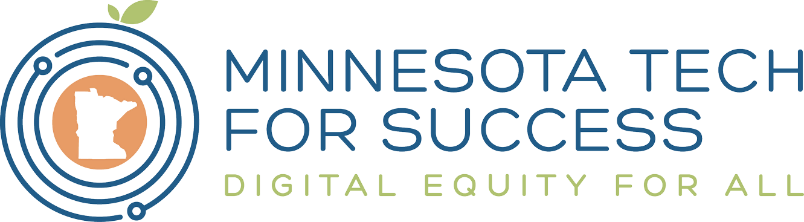 MINNESOTA TECH
FOR SUCCESS
DIGITAL EQUITY FOR ALL